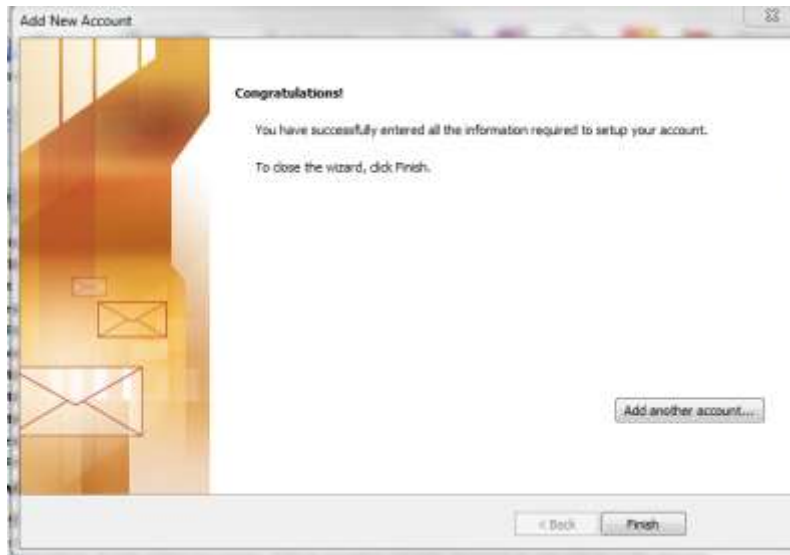 Add New Account
Congratulations!
You have successfully entered all the information required to setup your account.
To close the wizard, click Finish.
Add another account...
< Back
Finish